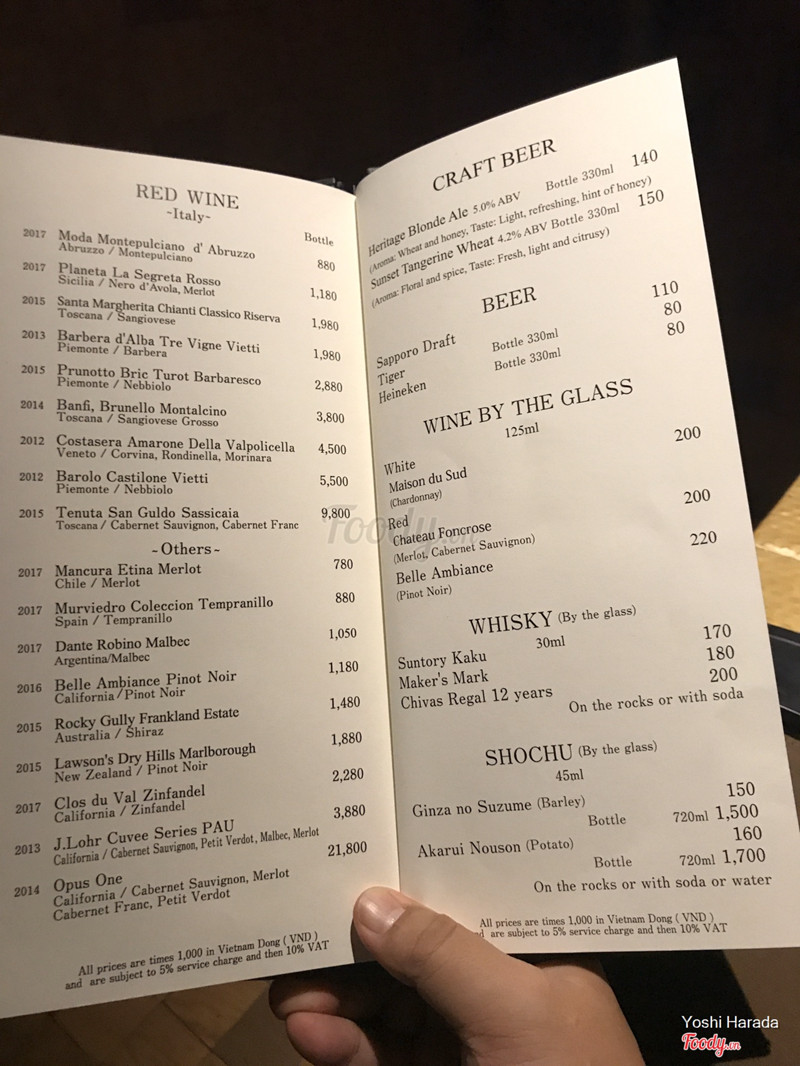 RED WINE
~Italy~
Bottle
2017 Moda Montepulciano d' Abruzzo 880
Abruzzo / Montepulciano
2017 Planeta La Segreta Rosso 1,180
Sicilia / Nero d'Avola, Merlot
2015 Santa Margherita Chianti Classico Riserva 1,980
Toscana / Sangiovese
2013 Barbera d'Alba Tre Vigne Vietti 1,980
Piemonte / Barbera
2015 Prunotto Bric Turot Barbaresco 2,880
Piemonte / Nebbiolo
2014 Banfi, Brunello Montalcino 3,800
Toscana / Sangiovese Grosso
2012 Costasera Amarone Della Valpolicella 4,500
Veneto / Corvina, Rondinella, Morinara
2012 Barolo Castilone Vietti 5,500
Piemonte / Nebbiolo
2015 Tenuta San Guldo Sassicaia 9,800
Toscana / Cabernet Sauvignon, Cabernet Franc
~Others~
2017 Mancura Etina Merlot 780
Chile / Merlot
2017 Murviedro Coleccion Tempranillo 880
Spain / Tempranillo
2017 Dante Robino Malbec 1,050
Argentina/Malbec
2016 Belle Ambiance Pinot Noir 1,180
California/Pinot Noir
2015 Rocky Gully Frankland Estate 1,480
Australia / Shiraz
2015 Lawson's Dry Hills Marlborough 1,880
New Zealand / Pinot Noir
2017 Clos du Val Zinfandel 2,280
California / Zinfandel
2013 J.Lohr Cuvee Series PAU 3,880
California / Cabernet Sauvignon, Petit Verdot, Malbec, Merlot
2014 Opus One 21,800
California / Cabernet Sauvignon, Merlot
Cabernet Franc, Petit Verdot
All prices are times 1,000 in Vietnam Dong ( VND )
and are subject to 5% service charge and then 10% VAT
CRAFT BEER
Heritage Blonde Ale 5.0% ABV Bottle 330ml 140
(Aroma: Wheat and honey, Taste: Light, refreshing, hint of honey)
Sunset Tangerine Wheat 4.2% ABV Bottle 330ml 150
(Aroma: Floral and spice, Taste: Fresh, light and citrusy)
BEER
Sapporo Draft 110
Tiger Bottle 330ml 80
Heineken Bottle 330ml 80
WINE BY THE GLASS
125ml
White
Maison du Sud 200
(Chardonnay)
Red
Chateau Foncrose 200
(Merlot, Cabernet Sauvignon)
Belle Ambiance 220
(Pinot Noir)
WHISKY (By the glass)
30ml
Suntory Kaku 170
Maker's Mark 180
Chivas Regal 12 years 200
On the rocks or with soda
SHOCHU (By the glass)
45ml
Ginza no Suzume (Barley) 150
Bottle 720ml 1,500
Akarui Nouson (Potato) 160
Bottle 720ml 1,700
On the rocks or with soda or water
All prices are times 1,000 in Vietnam Dong ( VND )
and are subject to 5% service charge and then 10% VAT
Foody.vn
Yoshi Harada
Foody.vn